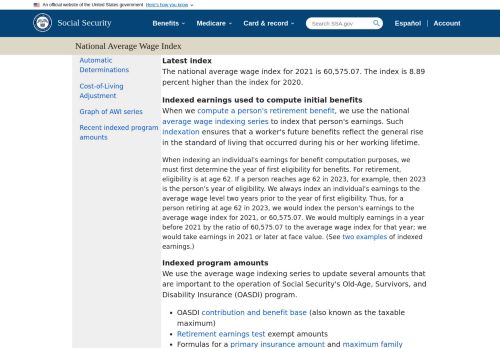 An official website of the United States government Here's how you know
Social Security
Benefits Medicare Card & record Search SSA.gov Español Account
National Average Wage Index
Automatic Determinations
Cost-of-Living Adjustment
Graph of AWI series
Recent indexed program amounts
Latest index
The national average wage index for 2021 is 60,575.07. The index is 8.89
percent higher than the index for 2020.
Indexed earnings used to compute initial benefits
When we compute a person's retirement benefit, we use the national
average wage indexing series to index that person's earnings. Such
indexation ensures that a worker's future benefits reflect the general rise
in the standard of living that occurred during his or her working lifetime.
When indexing an individual's earnings for benefit computation purposes, we
must first determine the year of first eligibility for benefits. For retirement,
eligibility is at age 62. If a person reaches age 62 in 2023, for example, then 2023
is the person's year of eligibility. We always index an individual's earnings to the
average wage level two years prior to the year of first eligibility. Thus, for a
person retiring at age 62 in 2023, we would index the person's earnings to the
average wage index for 2021, or 60,575.07. We would multiply earnings in a year
before 2021 by the ratio of 60,575.07 to the average wage index for that year; we
would take earnings in 2021 or later at face value. (See two examples of indexed
earnings.)
Indexed program amounts
We use the average wage indexing series to update several amounts
that are important to the operation of Social Security's Old-Age, Survivors, and
Disability Insurance (OASDI) program.
• OASDI contribution and benefit base (also known as the taxable
maximum)
• Retirement earnings test exempt amounts
• Formulas for a primary insurance amount and maximum family